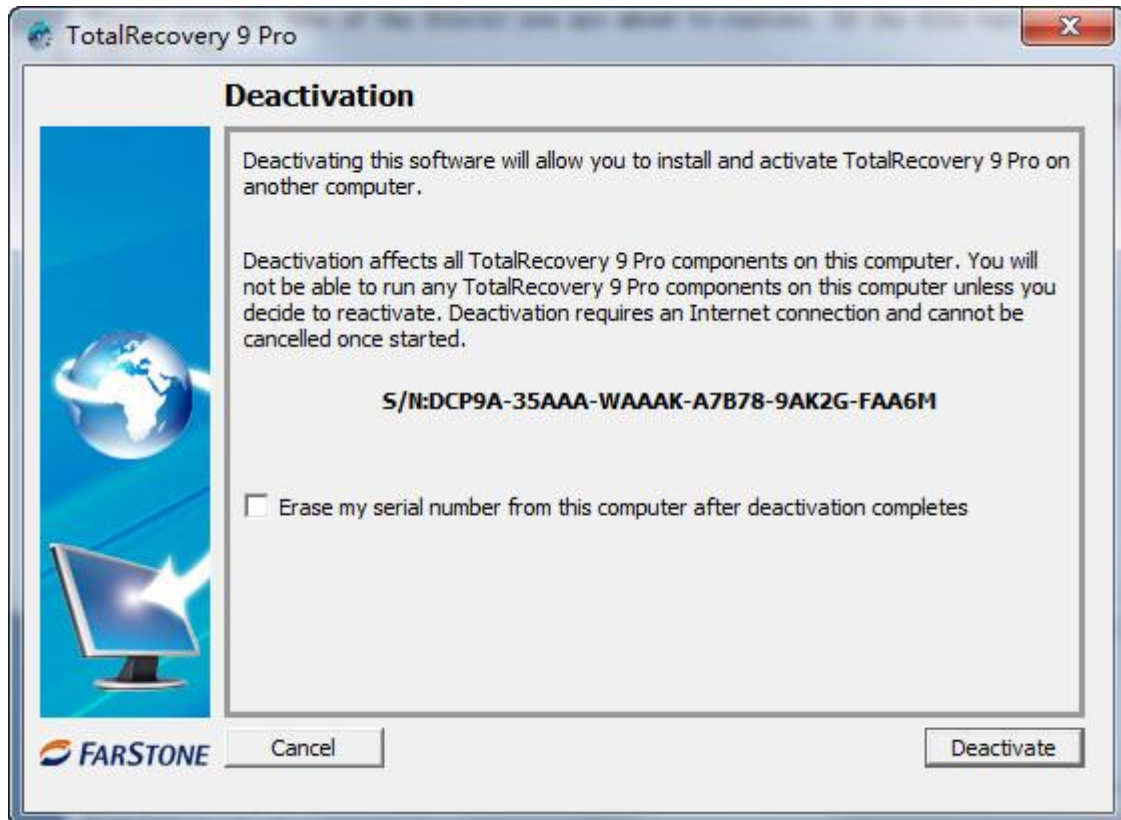 TotalRecovery 9 Pro
Deactivation
Deactivating this software will allow you to install and activate TotalRecovery 9 Pro on
another computer.
Deactivation affects all TotalRecovery 9 Pro components on this computer. You will
not be able to run any TotalRecovery 9 Pro components on this computer unless you
decide to reactivate. Deactivation requires an Internet connection and cannot be
cancelled once started.
S/N:DCP9A-35AAA-WAAAK-A7B78-9AK2G-FAA6M
Erase my serial number from this computer after deactivation completes
FARSTONE
Cancel
Deactivate